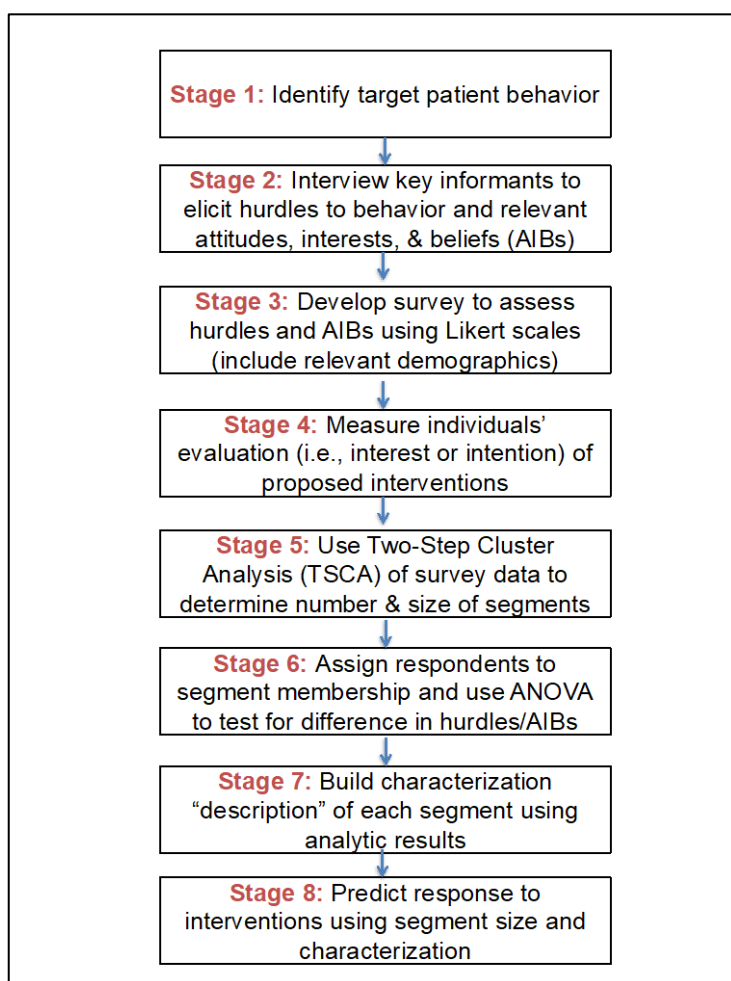 Stage 1: Identify target patient behavior
Stage 2: Interview key informants to
elicit hurdles to behavior and relevant
attitudes, interests, & beliefs (AIBs)
Stage 3: Develop survey to assess
hurdles and AIBs using Likert scales
(include relevant demographics)
Stage 4: Measure individuals’
evaluation (i.e., interest or intention) of
proposed interventions
Stage 5: Use Two-Step Cluster
Analysis (TSCA) of survey data to
determine number & size of segments
Stage 6: Assign respondents to
segment membership and use ANOVA
to test for difference in hurdles/AIBs
Stage 7: Build characterization
“description” of each segment using
analytic results
Stage 8: Predict response to
interventions using segment size and
characterization